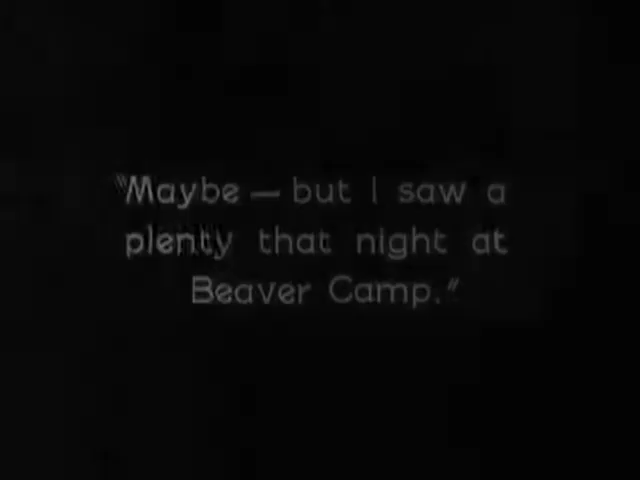 "Maybe — but I saw a
plenty that night at
Beaver Camp."